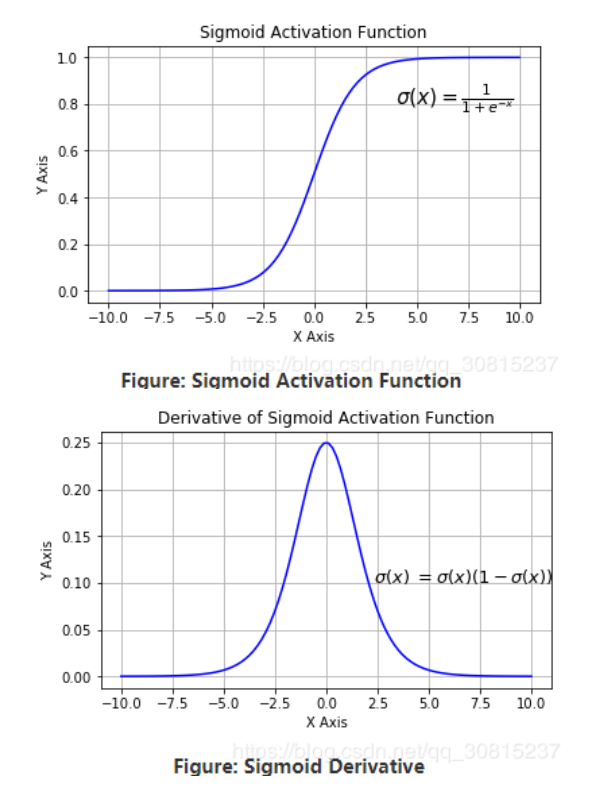 Sigmoid Activation Function
1.0
0.8
0.6
0.4
0.2
0.0
Y Axis
σ(x) = 1/(1 + e^−x)
−10.0 −7.5 −5.0 −2.5 0.0 2.5 5.0 7.5 10.0
X Axis
https://blog.csdn.net/qq_30815237
Figure: Sigmoid Activation Function
Derivative of Sigmoid Activation Function
0.25
0.20
0.15
0.10
0.05
0.00
Y Axis
σ(x) = σ(x)(1 − σ(x))
−10.0 −7.5 −5.0 −2.5 0.0 2.5 5.0 7.5 10.0
X Axis
https://blog.csdn.net/qq_30815237
Figure: Sigmoid Derivative